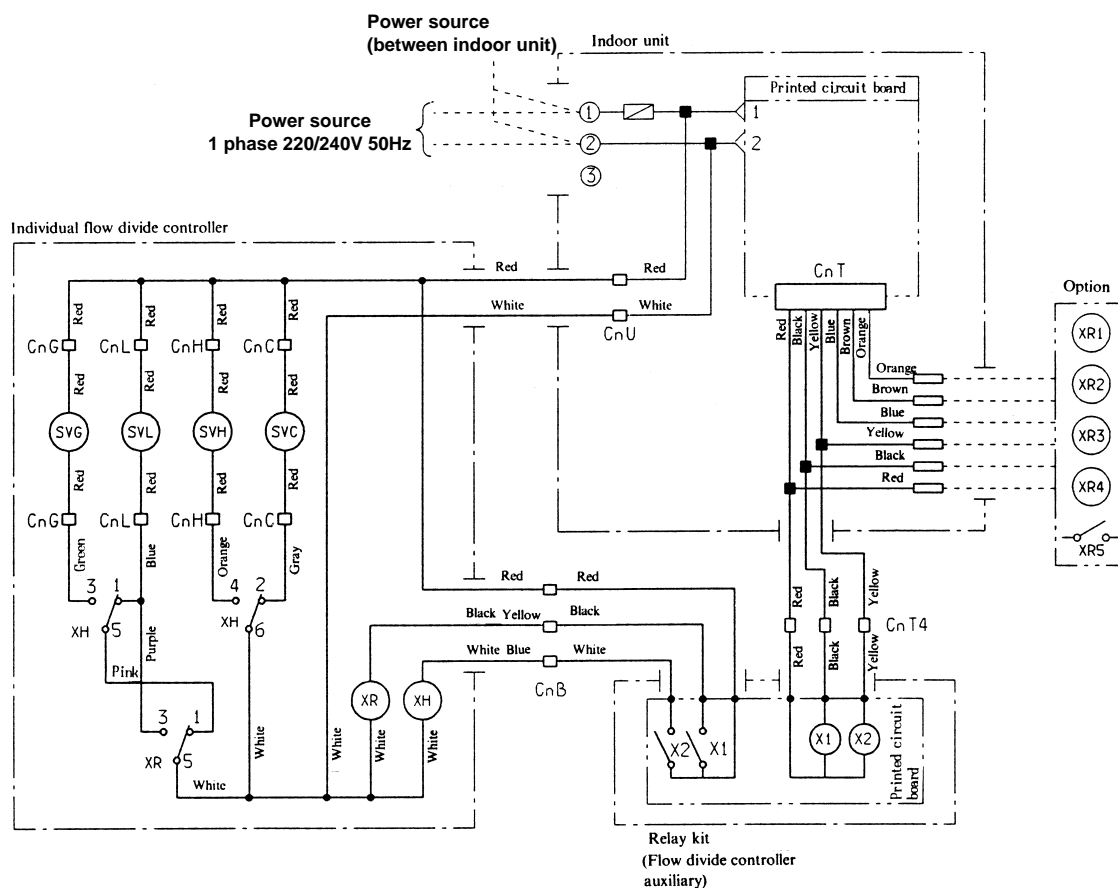 Power source
(between indoor unit)
Indoor unit
Printed circuit board
Power source
1 phase 220/240V 50Hz
1
1
2
2
3
Individual flow divide controller
Red
Red
White
White
CnU
CnT
Option
Red
Black
Yellow
Blue
Brown
Orange
XR1
XR2
XR3
XR4
XR5
Orange
Brown
Blue
Yellow
Black
Red
Red
Red
Red
Red
CnG
CnL
CnH
CnC
Red
Red
Red
Red
SVG
SVL
SVH
SVC
Red
Red
Red
Red
CnG
CnL
CnH
CnC
Green
Blue
Orange
Gray
3
1
4
2
XH
5
XH
6
Pink
Purple
3
1
XR
5
White
White
White
Red
Red
Black
Yellow
Black
White
Blue
White
CnB
XR
XH
White
White
Red
Black
Yellow
CnT4
Red
Black
Yellow
X2
X1
X1
X2
Printed circuit
board
Relay kit
(Flow divide controller
auxiliary)